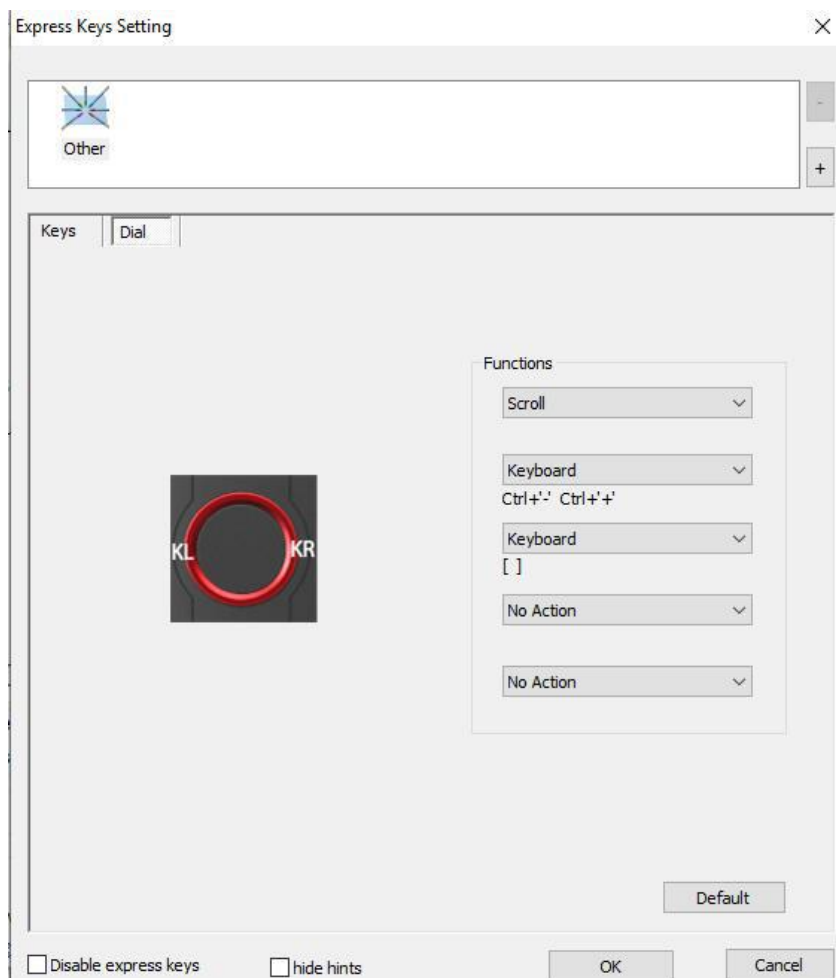 Express Keys Setting
Other
-
+
Keys Dial
Functions
Scroll
Keyboard
Ctrl+'-' Ctrl+'+'
KL KR
Keyboard
[ ]
No Action
No Action
Default
Disable express keys hide hints OK Cancel